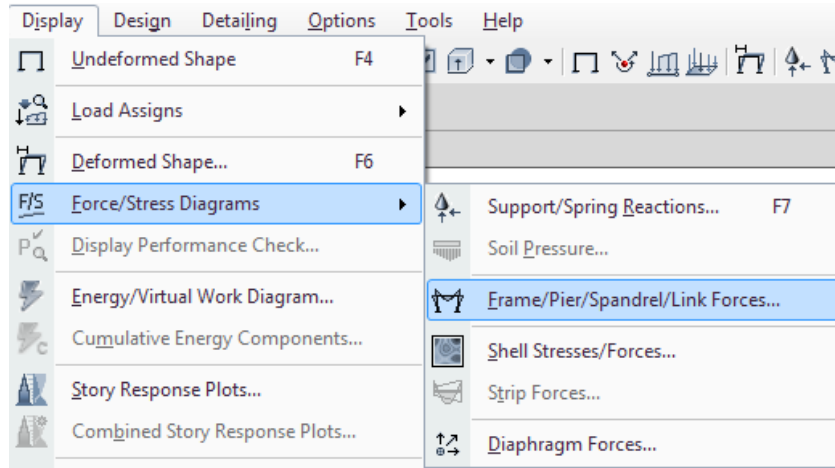 Display Design Detailing Options Tools Help
Undeformed Shape F4
Load Assigns
Deformed Shape... F6
F/S Force/Stress Diagrams
Display Performance Check...
Energy/Virtual Work Diagram...
Cumulative Energy Components...
Story Response Plots...
Combined Story Response Plots...
Support/Spring Reactions... F7
Soil Pressure...
Frame/Pier/Spandrel/Link Forces...
Shell Stresses/Forces...
Strip Forces...
Diaphragm Forces...